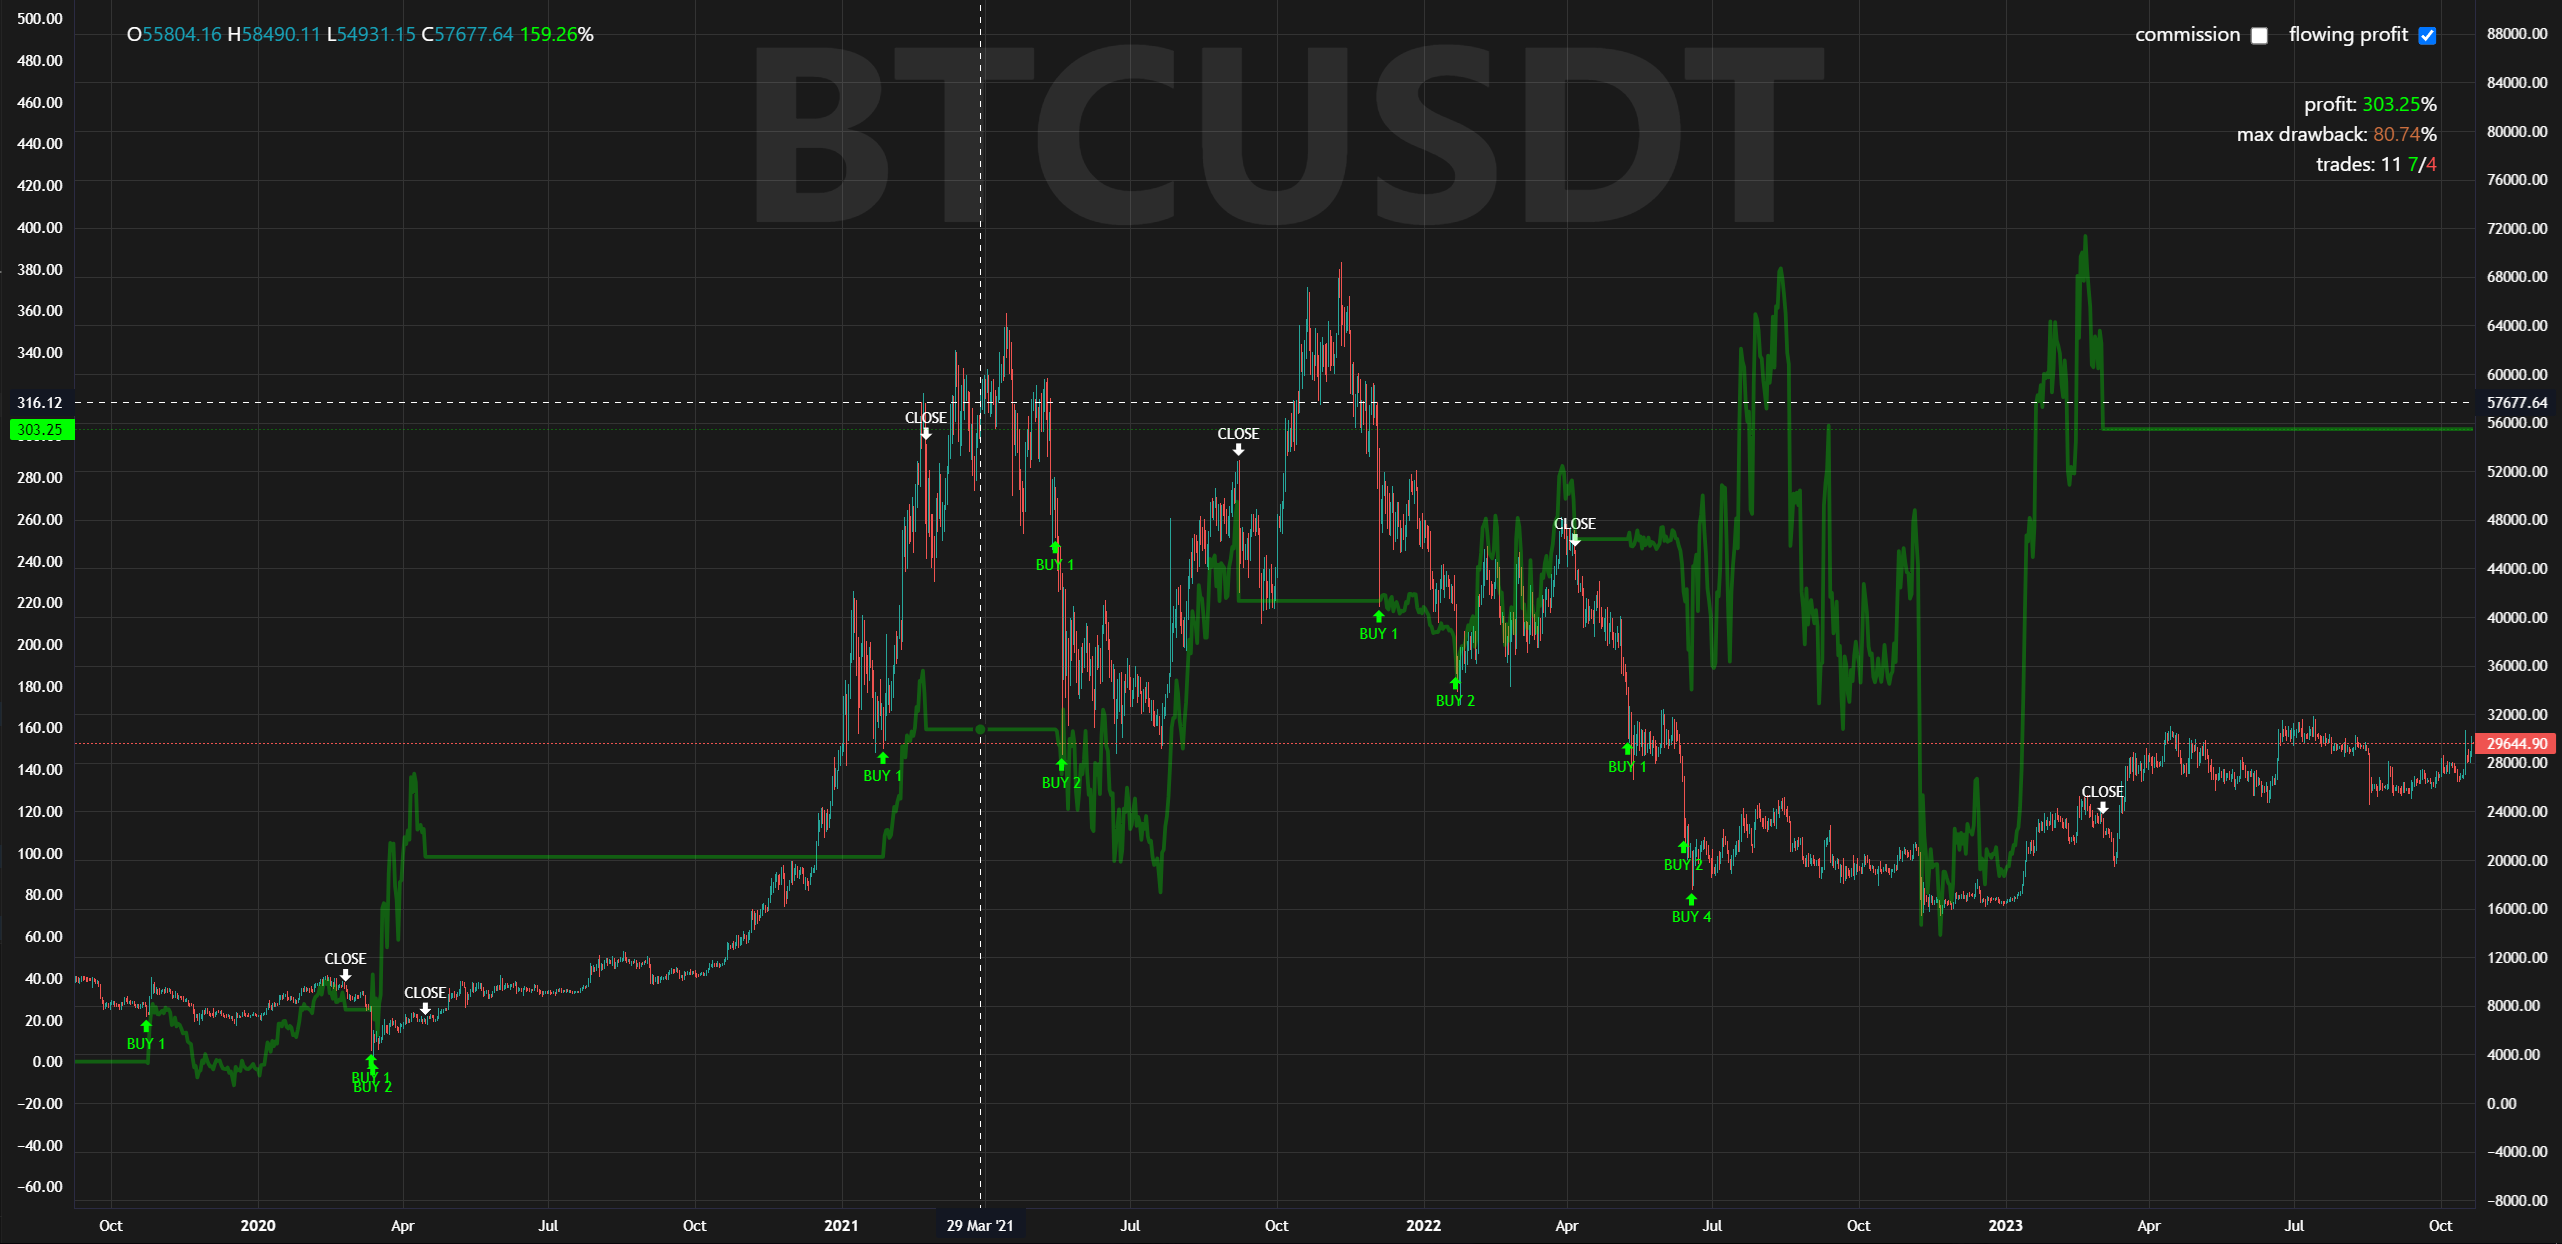 BTCUSDT
O55804.16 H58490.11 L54931.15 C57677.64 159.26%
commission flowing profit
profit: 303.25%
max drawback: 80.74%
trades: 11 7/4
500.00
480.00
460.00
440.00
420.00
400.00
380.00
360.00
340.00
316.12
303.25
280.00
260.00
240.00
220.00
200.00
180.00
160.00
140.00
120.00
100.00
80.00
60.00
40.00
20.00
0.00
−20.00
−40.00
−60.00
BUY 1
CLOSE
BUY 1
BUY 2
CLOSE
BUY 1
CLOSE
BUY 1
BUY 2
CLOSE
BUY 1
BUY 2
CLOSE
BUY 1
BUY 2
BUY 4
CLOSE
88000.00
84000.00
80000.00
76000.00
72000.00
68000.00
64000.00
60000.00
57677.64
56000.00
52000.00
48000.00
44000.00
40000.00
36000.00
32000.00
29644.90
28000.00
24000.00
20000.00
16000.00
12000.00
8000.00
4000.00
0.00
−4000.00
−8000.00
Oct 2020 Apr Jul Oct 2021 29 Mar '21 Jul Oct 2022 Apr Jul Oct 2023 Apr Jul Oct